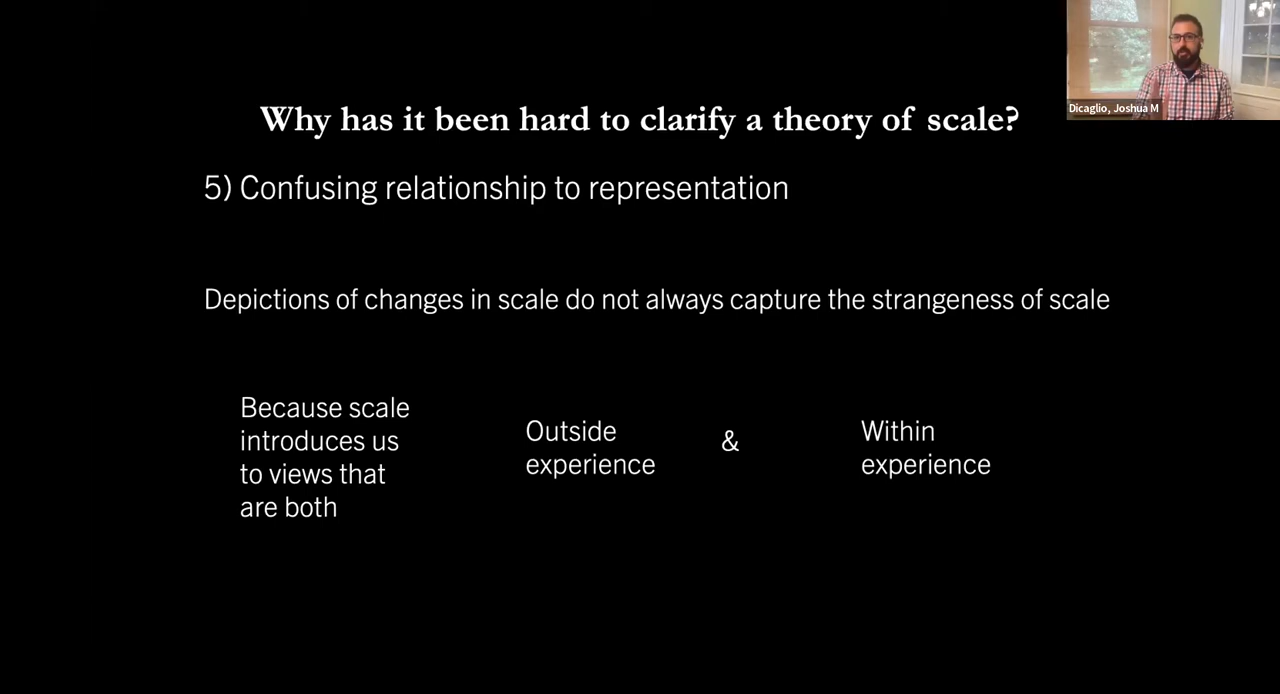 Dicaglio, Joshua M
Why has it been hard to clarify a theory of scale?
5) Confusing relationship to representation
Depictions of changes in scale do not always capture the strangeness of scale
Because scale
introduces us
to views that
are both
Outside
experience
&
Within
experience